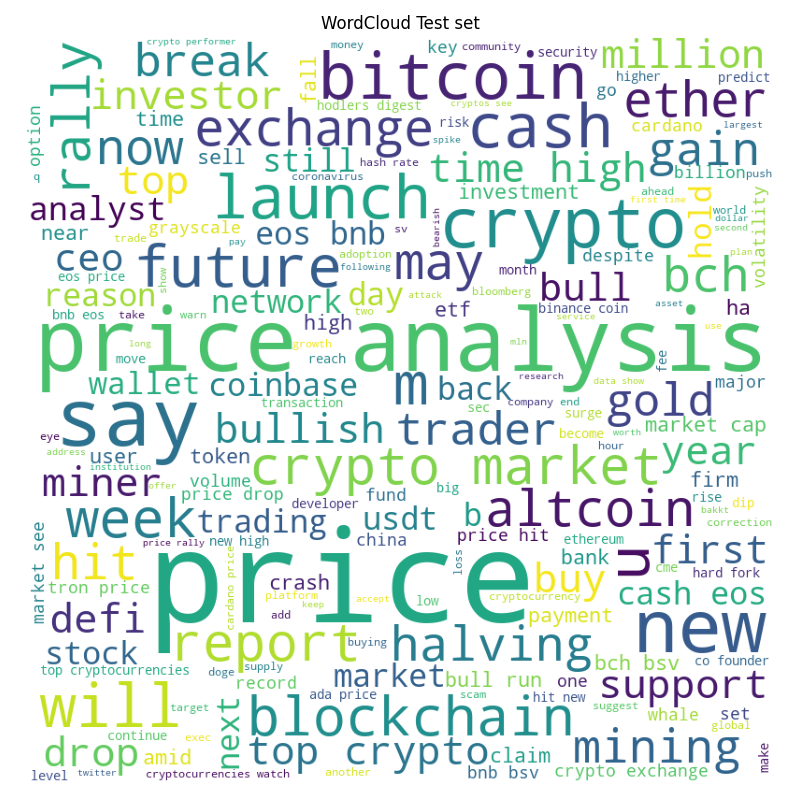 WordCloud Test set
crypto performer
money
community
key
security
million
rally
break
bitcoin
higher
predict
investor
fall
hodlers digest
cryptos see
go
ether
largest
option
time
exchange
risk
cash
cardano
now
sell
spike
gain
still
hash rate
time high
billion
push
q
top
coronavirus
investment
ahead
first time
analyst
launch
crypto
hold
volatility
world
dollar
second
near
trade
grayscale
eos bnb
pay
adoption
sv
bearish
despite
plan
ceo
future
following
may
month
bull
bch
eos price
show
reason
network
day
two
attack
etf
bloomberg
binance coin
asset
ha
bnb eos
take
warn
high
service
use
price analysis
long
growth
mln
move
reach
fee
wallet
coinbase
m
back
research
data show
major
say
transaction
sec
company
end
gold
bullish
trader
surge
market cap
eye
become
worth
hour
year
address
user
token
crypto market
institution
miner
offer
volume
price drop
fund
big
altcoin
firm
rise
dip
bakkt
week
trading
developer
usdt
b
correction
market see
new high
china
price hit
ethereum
u
first
hit
price rally
price
loss
bank
cme
hard fork
tron price
cardano price
crash
platform
keep
accept
low
cryptocurrency
buy
cash eos
defi
add
payment
new
report
halving
stock
buying
bch bsv
co founder
top cryptocurrencies
doge
supply
market
bull run
one
support
record
ada price
scam
hit new
suggest
will
target
blockchain
whale
set
global
continue
next
drop
amid
exec
top crypto
claim
mining
make
level
twitter
cryptocurrencies watch
another
bnb bsv
crypto exchange